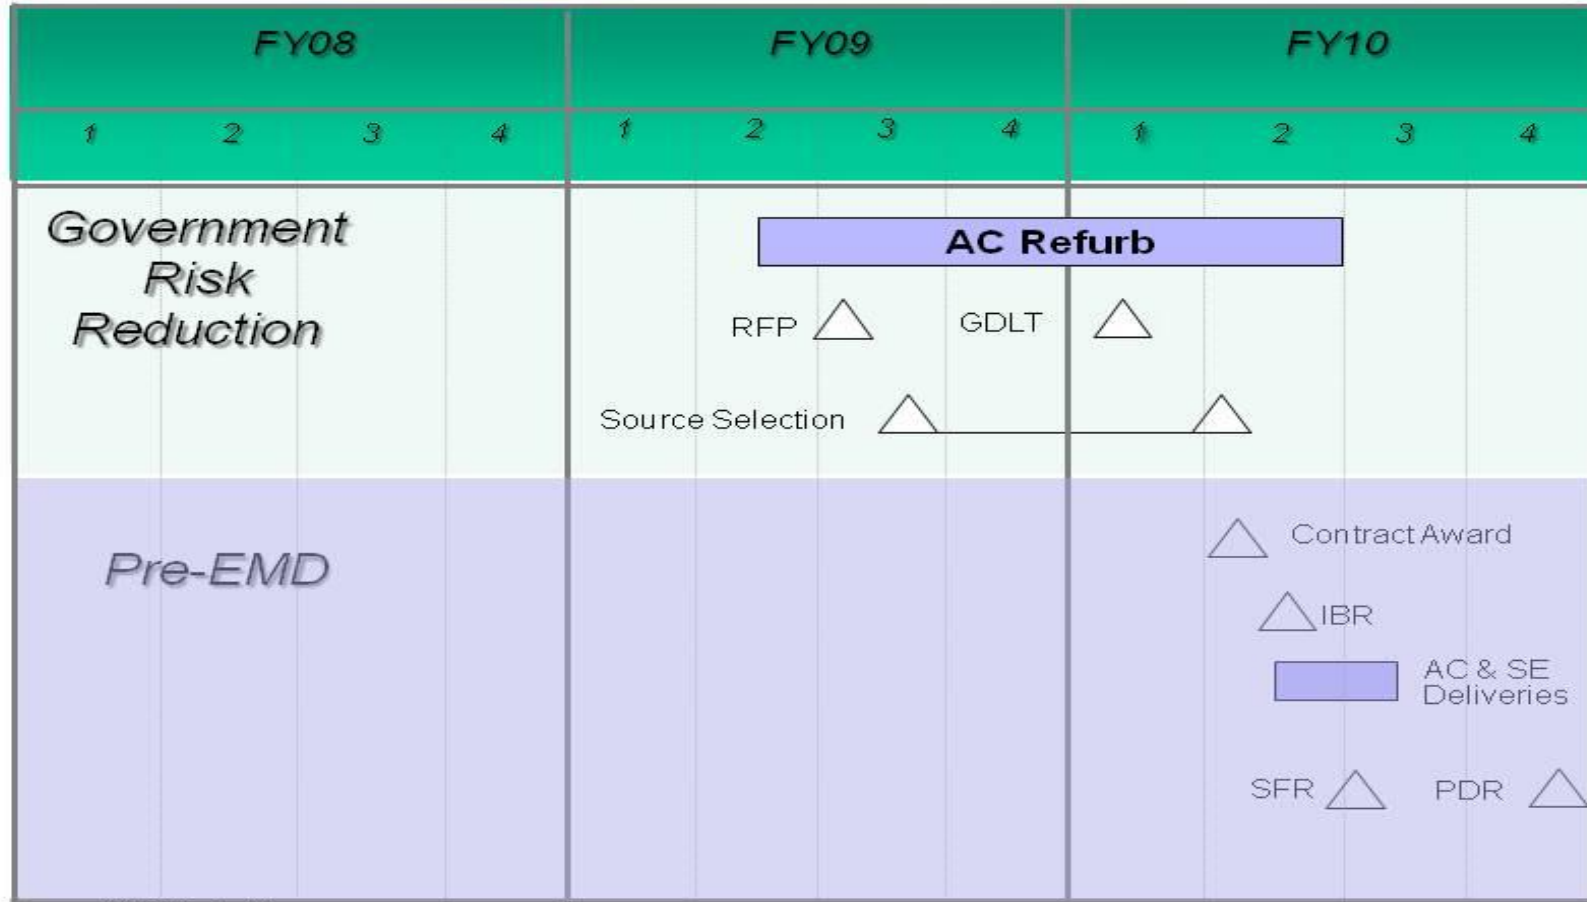 FY08 FY09 FY10
1 2 3 4 1 2 3 4 1 2 3 4
Government
Risk
Reduction
AC Refurb
RFP GDLT
Source Selection
Pre-EMD
Contract Award
IBR
AC & SE
Deliveries
SFR PDR